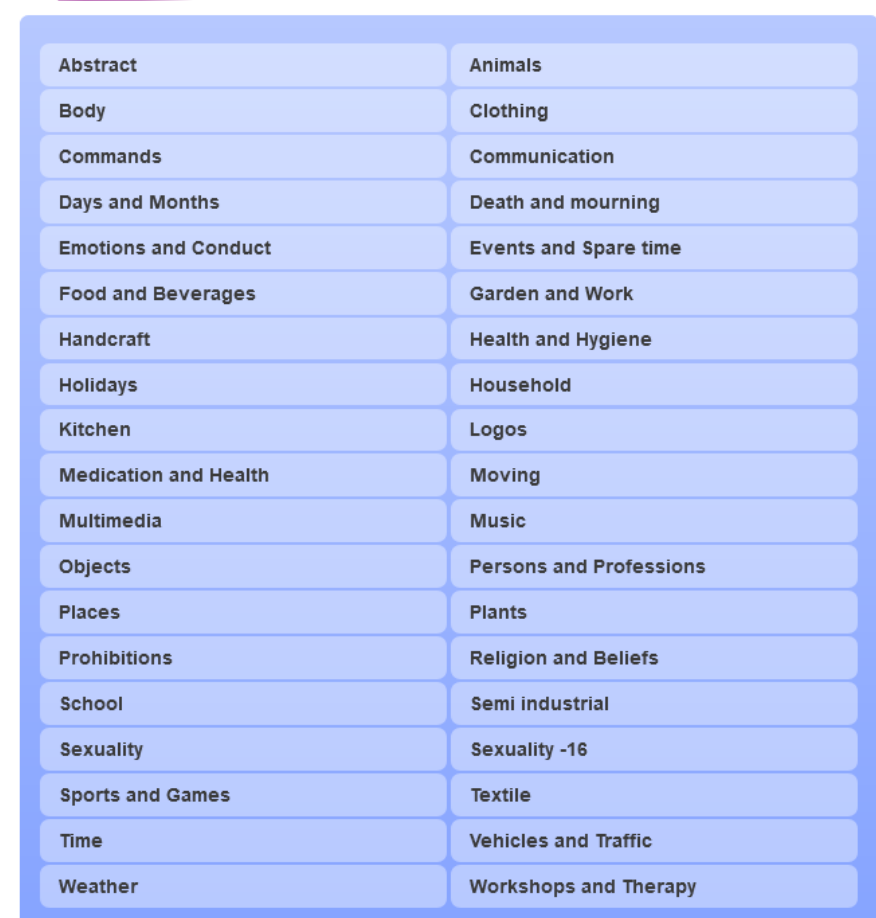 Abstract
Animals
Body
Clothing
Commands
Communication
Days and Months
Death and mourning
Emotions and Conduct
Events and Spare time
Food and Beverages
Garden and Work
Handcraft
Health and Hygiene
Holidays
Household
Kitchen
Logos
Medication and Health
Moving
Multimedia
Music
Objects
Persons and Professions
Places
Plants
Prohibitions
Religion and Beliefs
School
Semi industrial
Sexuality
Sexuality -16
Sports and Games
Textile
Time
Vehicles and Traffic
Weather
Workshops and Therapy